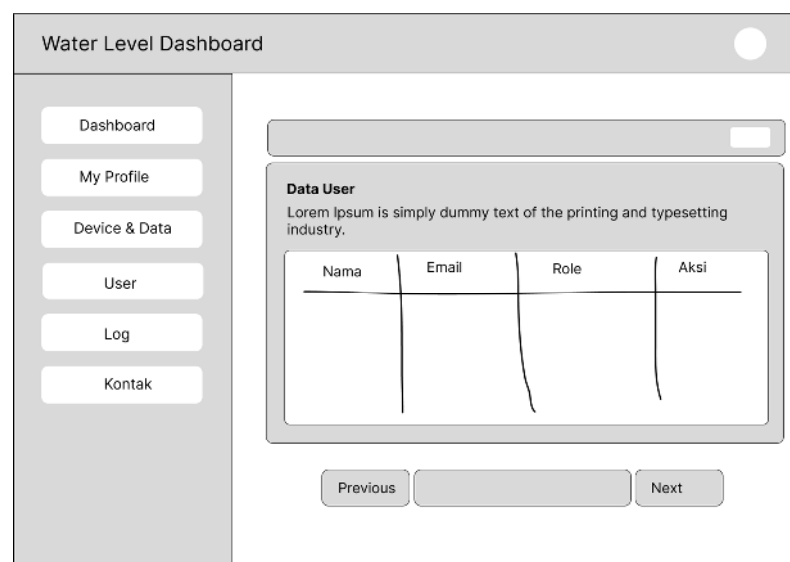 Water Level Dashboard
Dashboard
My Profile
Device & Data
User
Log
Kontak
Data User
Lorem Ipsum is simply dummy text of the printing and typesetting
industry.
Nama Email Role Aksi
Previous Next